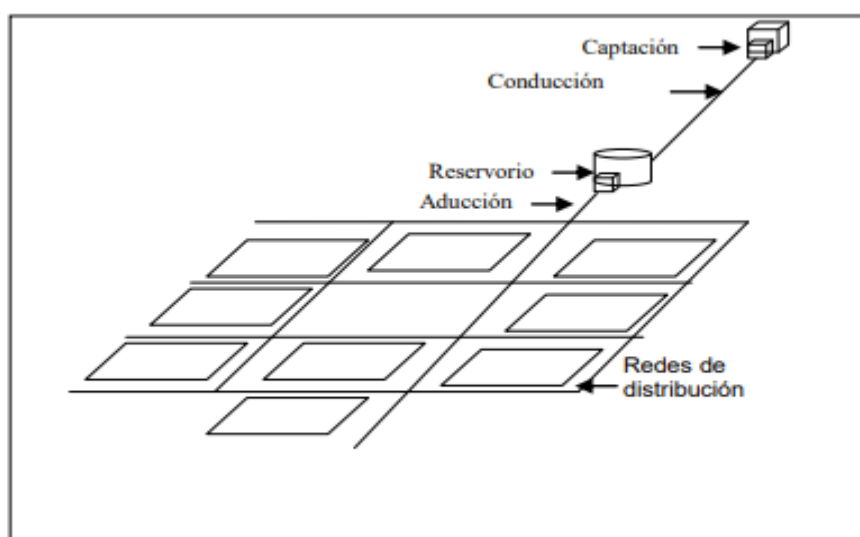 Captación
Conducción
Reservorio
Aducción
Redes de
distribución